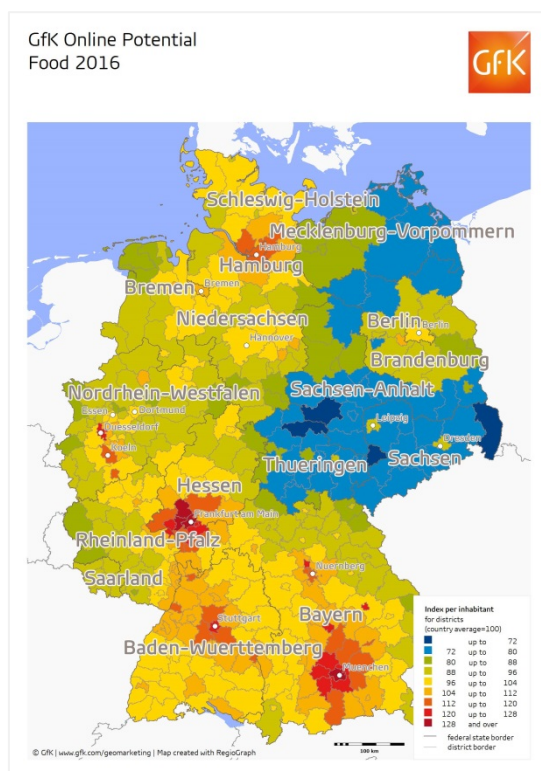 GfK Online Potential
Food 2016
GfK
Schleswig-Holstein
Mecklenburg-Vorpommern
Hamburg
Hamburg
Bremen
Bremen
Niedersachsen
Hannover
Berlin
Berlin
Brandenburg
Nordrhein-Westfalen
Sachsen-Anhalt
Essen
Dortmund
Duesseldorf
Leipzig
Koeln
Dresden
Thueringen
Sachsen
Hessen
Frankfurt am Main
Rheinland-Pfalz
Nuernberg
Saarland
Stuttgart
Bayern
Baden-Wuerttemberg
Muenchen
Index per inhabitant
for districts
(country average=100)
up to 72
72 up to 80
80 up to 88
88 up to 96
96 up to 104
104 up to 112
112 up to 120
120 up to 128
128 and over
federal state border
district border
100 km
© GfK | www.gfk.com/geomarketing | Map created with RegioGraph